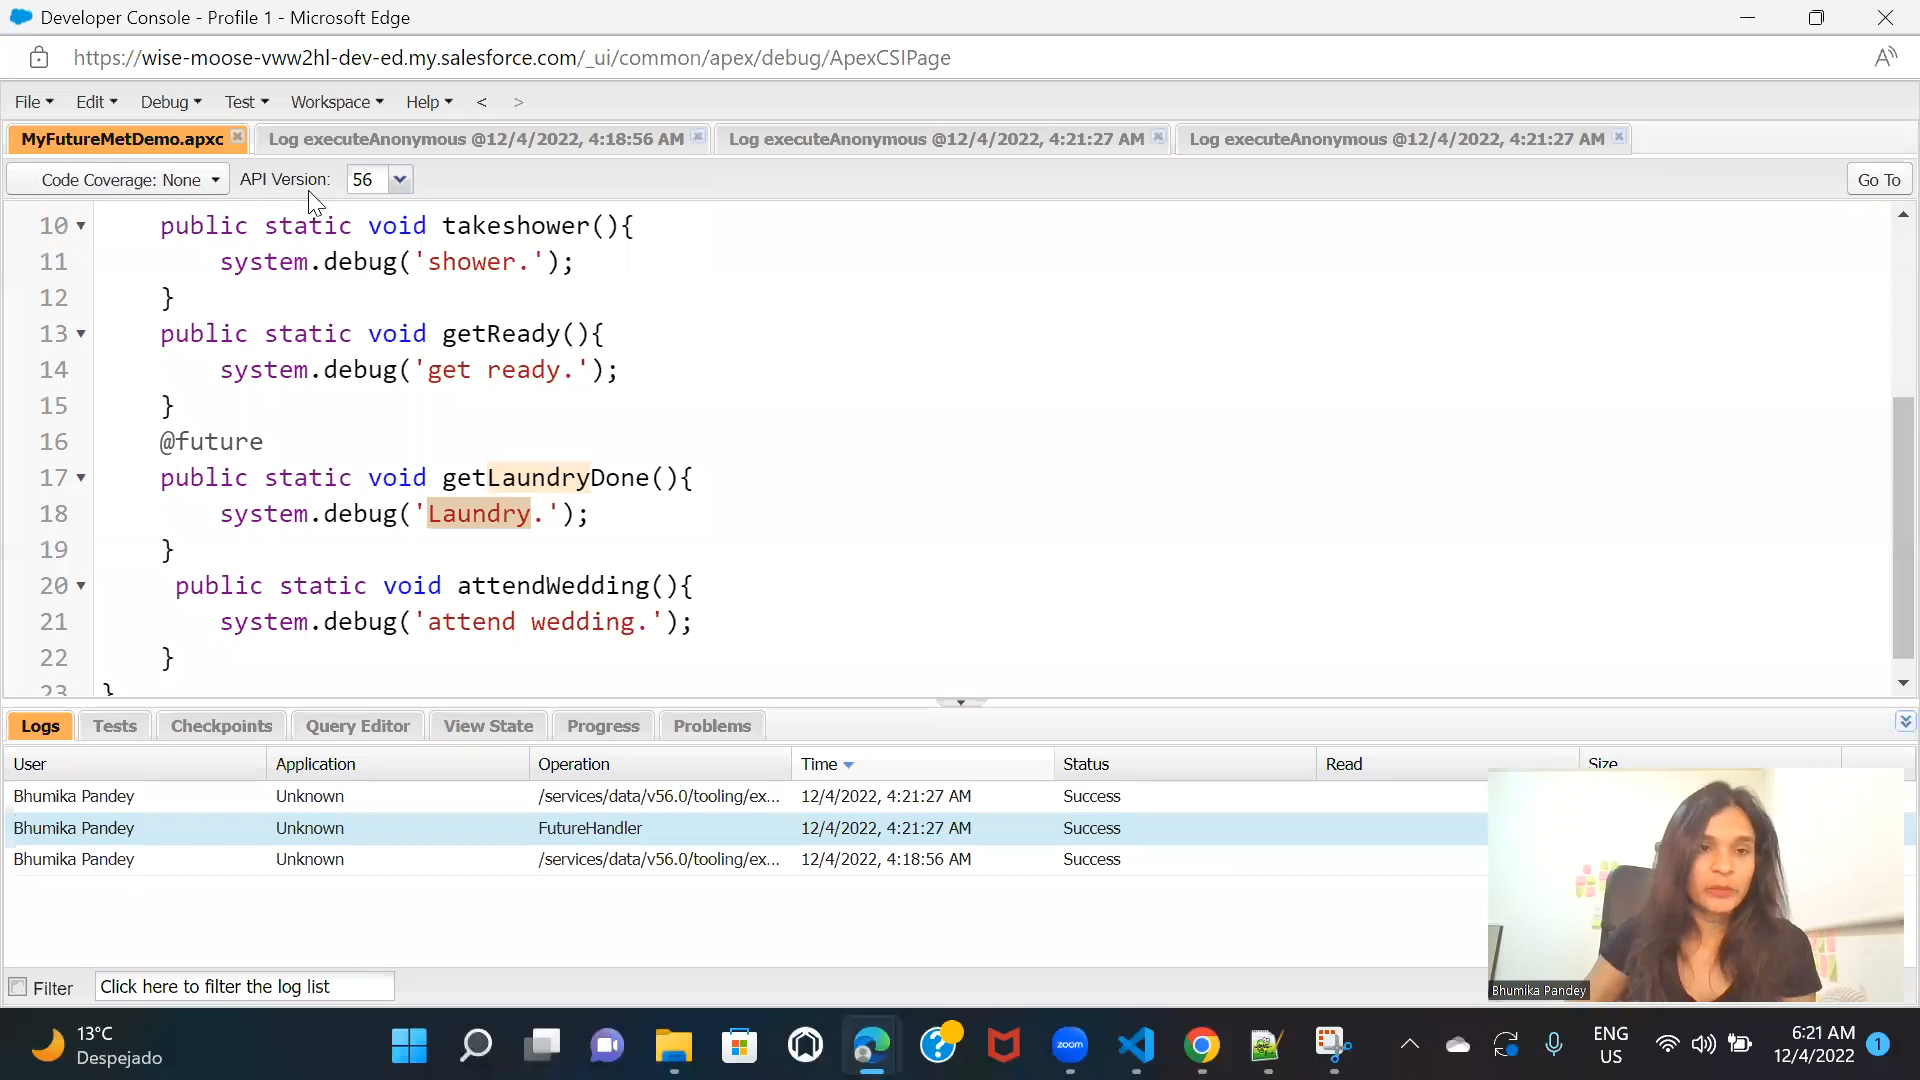 Developer Console - Profile 1 - Microsoft Edge
https://wise-moose-vww2hl-dev-ed.my.salesforce.com/_ui/common/apex/debug/ApexCSIPage
File Edit Debug Test Workspace Help < >
MyFutureMetDemo.apxc Log executeAnonymous @12/4/2022, 4:18:56 AM Log executeAnonymous @12/4/2022, 4:21:27 AM Log executeAnonymous @12/4/2022, 4:21:27 AM
Code Coverage: None API Version: 56 Go To
10 public static void takeshower(){
11 system.debug('shower.');
12 }
13 public static void getReady(){
14 system.debug('get ready.');
15 }
16 @future
17 public static void getLaundryDone(){
18 system.debug('Laundry.');
19 }
20 public static void attendWedding(){
21 system.debug('attend wedding.');
22 }
23 }
Logs Tests Checkpoints Query Editor View State Progress Problems
User Application Operation Time Status Read Size
Bhumika Pandey Unknown /services/data/v56.0/tooling/ex... 12/4/2022, 4:21:27 AM Success
Bhumika Pandey Unknown FutureHandler 12/4/2022, 4:21:27 AM Success
Bhumika Pandey Unknown /services/data/v56.0/tooling/ex... 12/4/2022, 4:18:56 AM Success
Filter Click here to filter the log list
Bhumika Pandey
13°C
Despejado
zoom
ENG
US
6:21 AM
12/4/2022
1